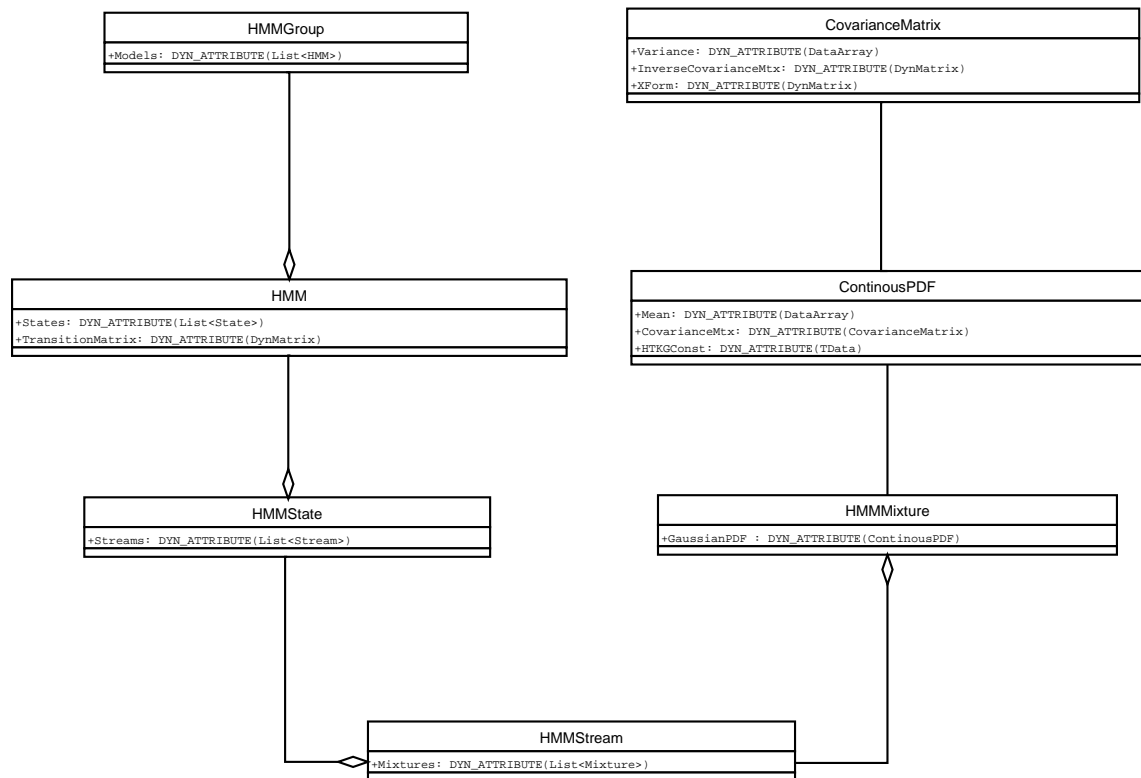 HMMGroup
+Models: DYN_ATTRIBUTE(List<HMM>)
CovarianceMatrix
+Variance: DYN_ATTRIBUTE(DataArray)
+InverseCovarianceMtx: DYN_ATTRIBUTE(DynMatrix)
+XForm: DYN_ATTRIBUTE(DynMatrix)
HMM
+States: DYN_ATTRIBUTE(List<State>)
+TransitionMatrix: DYN_ATTRIBUTE(DynMatrix)
ContinousPDF
+Mean: DYN_ATTRIBUTE(DataArray)
+CovarianceMtx: DYN_ATTRIBUTE(CovarianceMatrix)
+HTKGConst: DYN_ATTRIBUTE(TData)
HMMState
+Streams: DYN_ATTRIBUTE(List<Stream>)
HMMMixture
+GaussianPDF : DYN_ATTRIBUTE(ContinousPDF)
HMMStream
+Mixtures: DYN_ATTRIBUTE(List<Mixture>)